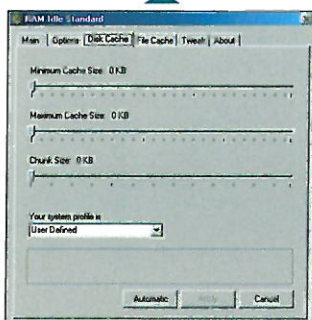 RAM Idle Standard
Main Options Disk Cache File Cache Tweak About
Minimum Cache Size: 0 KB
Maximum Cache Size: 0 KB
Chunk Size: 0 KB
Your system profile is
User Defined
Automatic Apply Cancel